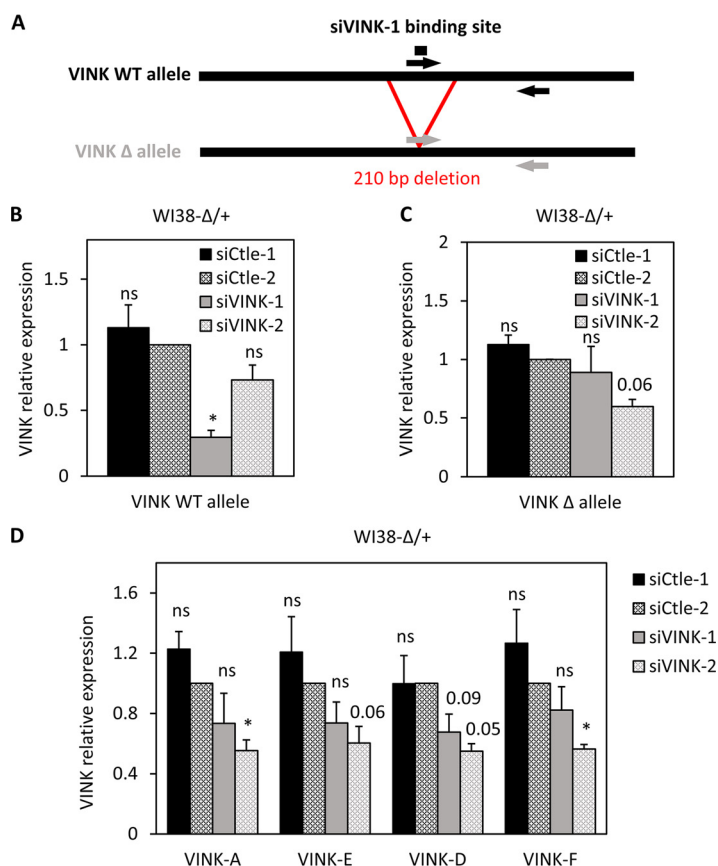 A
siVINK-1 binding site
VINK WT allele
VINK Δ allele
210 bp deletion
B
WI38-Δ/+
VINK relative expression
1.5
1
0.5
0
siCtle-1
siCtle-2
siVINK-1
siVINK-2
ns
*
ns
VINK WT allele
C
WI38-Δ/+
VINK relative expression
2
1.5
1
0.5
0
siCtle-1
siCtle-2
siVINK-1
siVINK-2
ns
ns
0.06
VINK Δ allele
D
WI38-Δ/+
VINK relative expression
1.6
1.2
0.8
0.4
0
ns
ns
*
ns
ns
0.06
ns
0.09
0.05
ns
ns
*
VINK-A
VINK-E
VINK-D
VINK-F
siCtle-1
siCtle-2
siVINK-1
siVINK-2